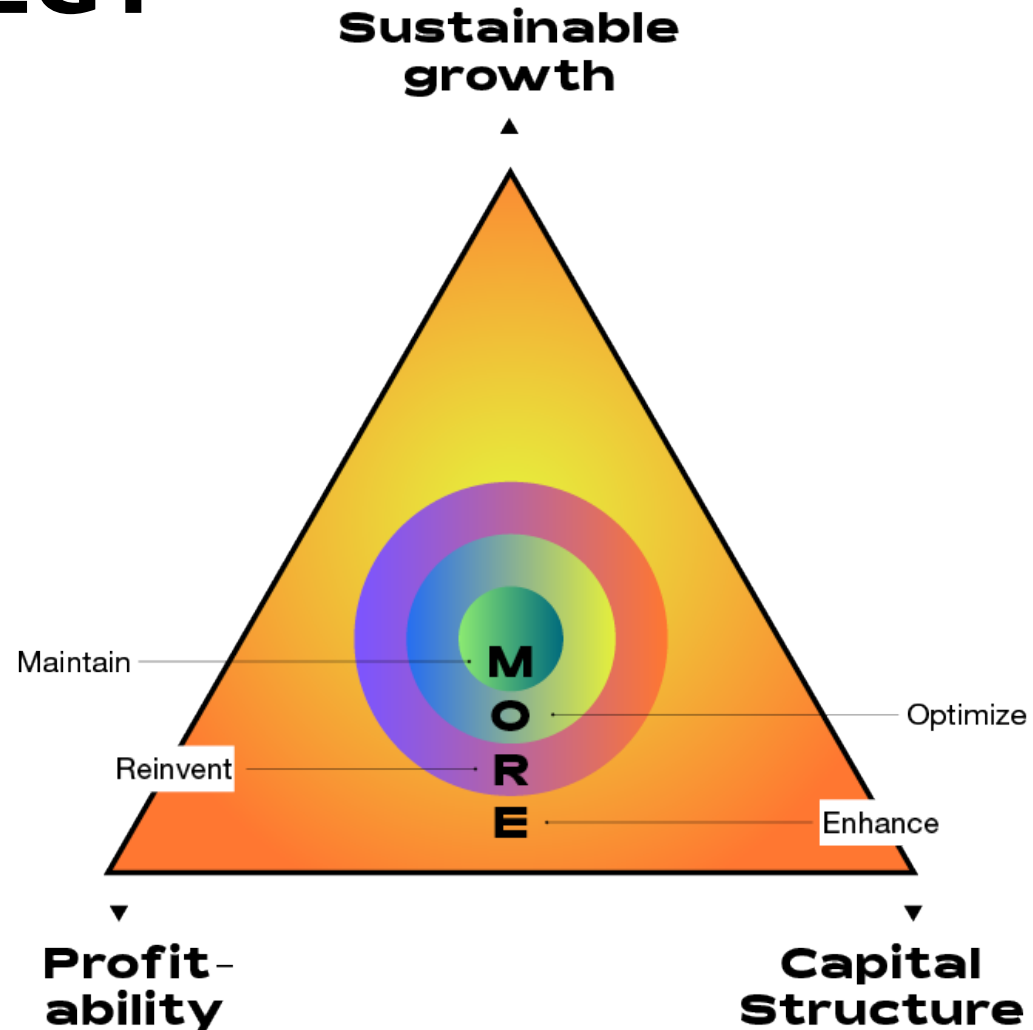 Sustainable
growth
Maintain
M
O
Optimize
Reinvent
R
E
Enhance
Profit-
ability
Capital
Structure